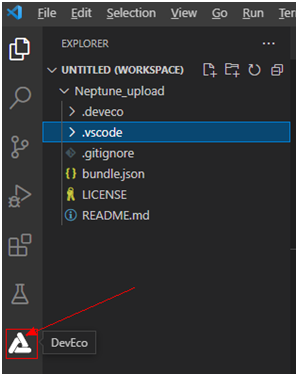 File Edit Selection View Go Run
EXPLORER
UNTITLED (WORKSPACE)
Neptune_upload
.deveco
.vscode
.gitignore
bundle.json
LICENSE
README.md
DevEco